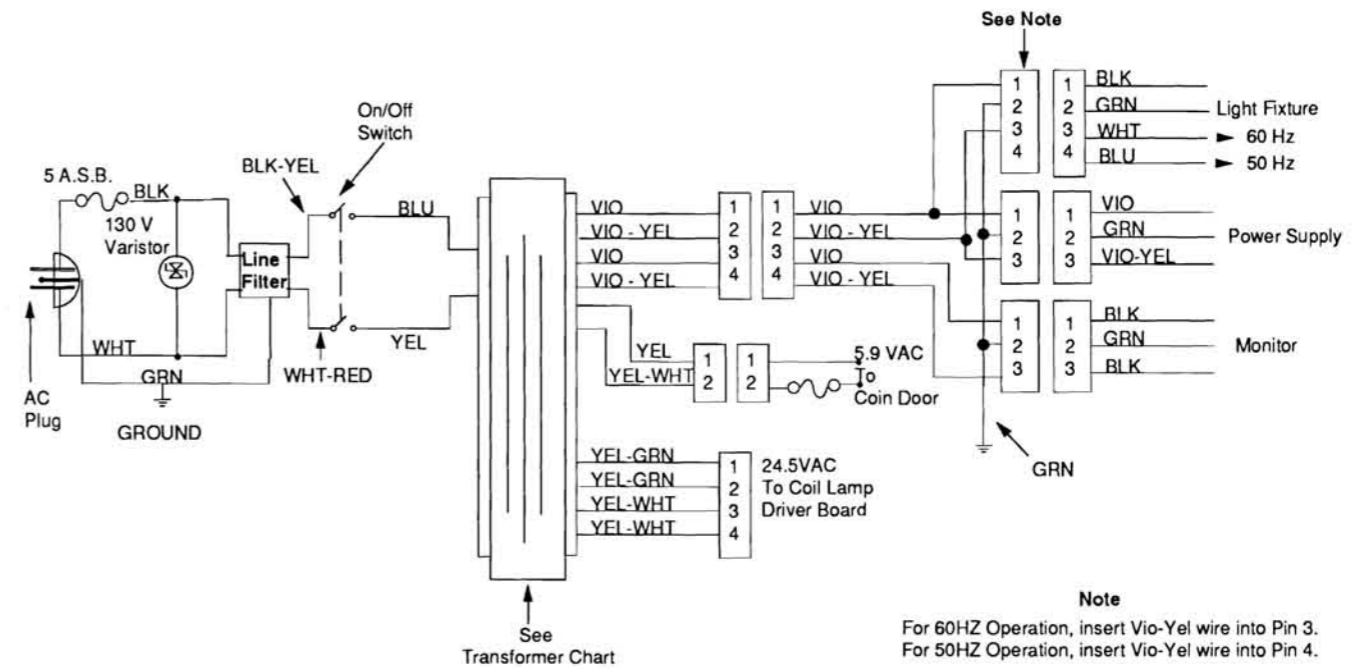 See Note
1
2
3
4
1
2
3
4
BLK
GRN
WHT
BLU
Light Fixture
60 Hz
50 Hz
On/Off
Switch
BLK-YEL
5 A.S.B.
BLK
130 V
Varistor
Line
Filter
BLU
YEL
WHT
GRN
WHT-RED
AC
Plug
GROUND
VIO
VIO - YEL
VIO
VIO - YEL
1
2
3
4
1
2
3
4
VIO
VIO - YEL
VIO
VIO - YEL
1
2
3
1
2
3
VIO
GRN
VIO-YEL
Power Supply
1
2
3
1
2
3
BLK
GRN
BLK
Monitor
YEL
YEL-WHT
1
2
1
2
5.9 VAC
To
Coin Door
GRN
YEL-GRN
YEL-GRN
YEL-WHT
YEL-WHT
1
2
3
4
24.5VAC
To Coil Lamp
Driver Board
See
Transformer Chart
Note
For 60HZ Operation, insert Vio-Yel wire into Pin 3.
For 50HZ Operation, insert Vio-Yel wire into Pin 4.